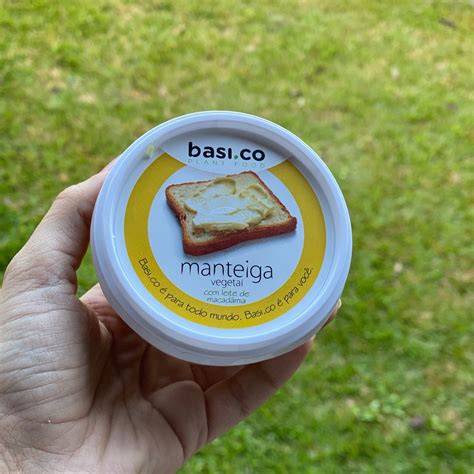 basi.co
PLANT FOOD
manteiga
vegetal
com leite de
macadâmia
Basi.co é para todo mundo. Basi.co é para você.